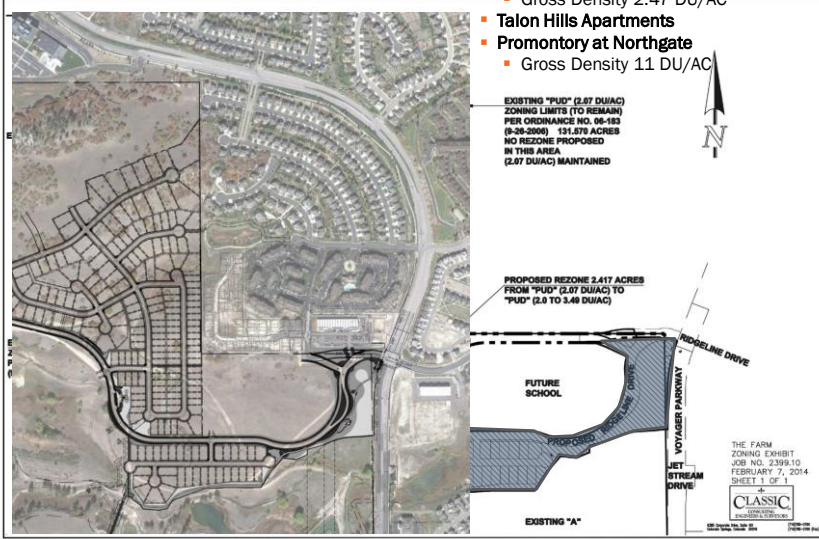 Gross Density 2.47 DU/AC
Talon Hills Apartments
Promontory at Northgate
Gross Density 11 DU/AC
EXISTING "PUD" (2.07 DU/AC)
ZONING LIMITS (TO REMAIN)
PER ORDINANCE NO. 06-183
(9-26-2006) 131.570 ACRES
NO REZONE PROPOSED
IN THIS AREA
(2.07 DU/AC) MAINTAINED
N
PROPOSED REZONE 2.417 ACRES
FROM "PUD" (2.07 DU/AC) TO
"PUD" (2.0 TO 3.49 DU/AC)
RIDGELINE DRIVE
FUTURE
SCHOOL
PROPOSED RIDGELINE DRIVE
VOYAGER PARKWAY
JET
STREAM
DRIVE
THE FARM
ZONING EXHIBIT
JOB NO. 2399.10
FEBRUARY 7, 2014
SHEET 1 OF 1
CLASSIC
CONSULTING
ENGINEERS & SURVEYORS
EXISTING "A"